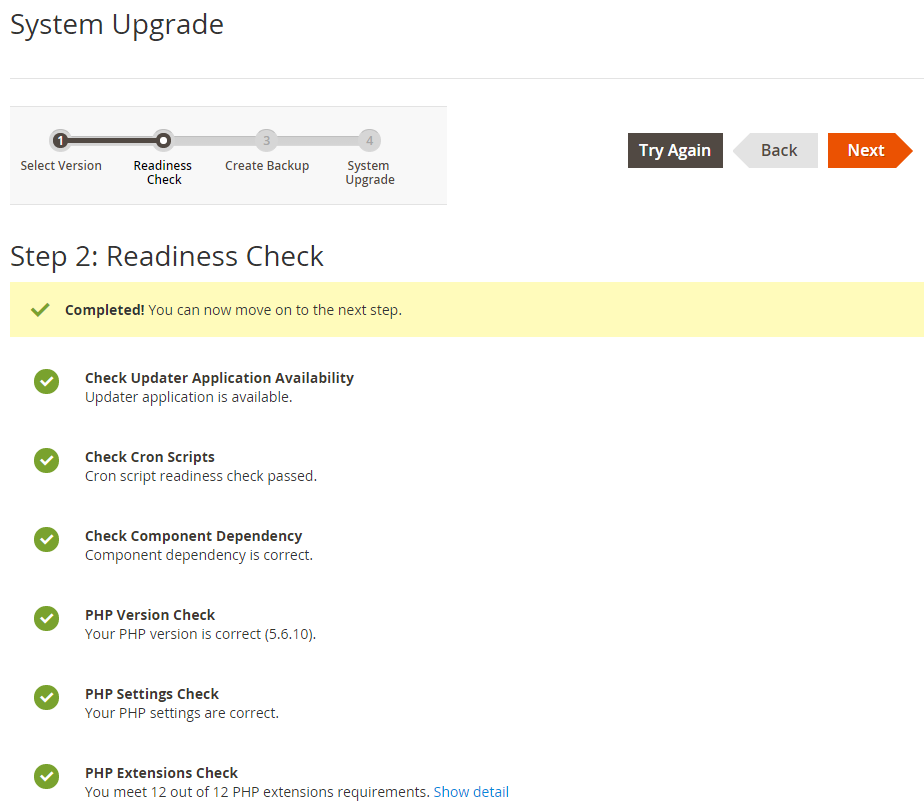 System Upgrade
1
3
4
Select Version
Readiness
Check
Create Backup
System
Upgrade
Try Again
Back
Next
Step 2: Readiness Check
Completed! You can now move on to the next step.
Check Updater Application Availability
Updater application is available.
Check Cron Scripts
Cron script readiness check passed.
Check Component Dependency
Component dependency is correct.
PHP Version Check
Your PHP version is correct (5.6.10).
PHP Settings Check
Your PHP settings are correct.
PHP Extensions Check
You meet 12 out of 12 PHP extensions requirements. Show detail